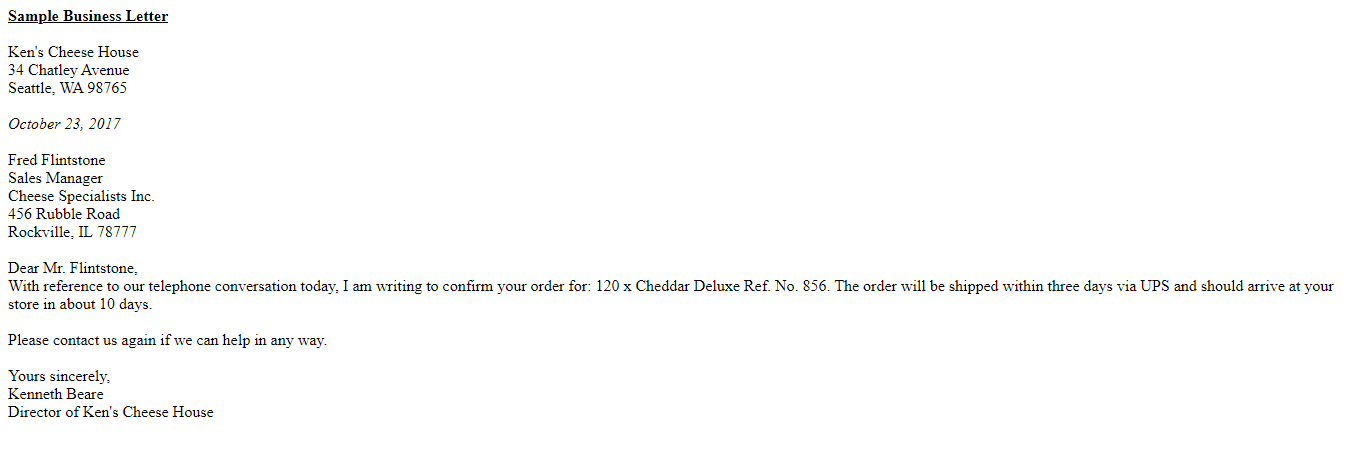 Sample Business Letter
Ken's Cheese House
34 Chatley Avenue
Seattle, WA 98765
October 23, 2017
Fred Flintstone
Sales Manager
Cheese Specialists Inc.
456 Rubble Road
Rockville, IL 78777
Dear Mr. Flintstone,
With reference to our telephone conversation today, I am writing to confirm your order for: 120 x Cheddar Deluxe Ref. No. 856. The order will be shipped within three days via UPS and should arrive at your
store in about 10 days.
Please contact us again if we can help in any way.
Yours sincerely,
Kenneth Beare
Director of Ken's Cheese House